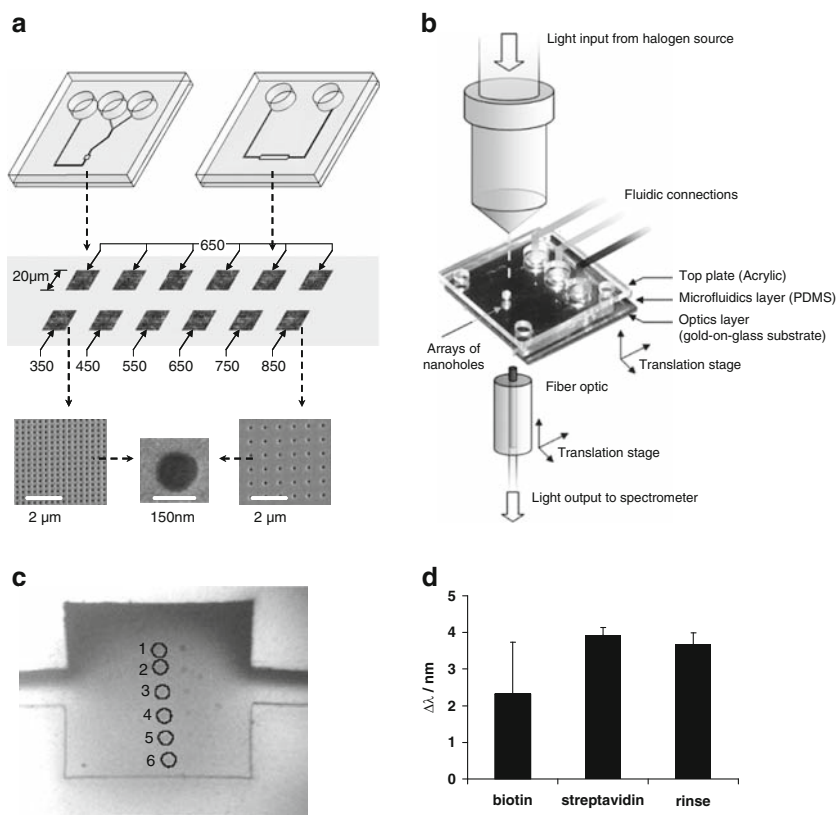 a
650
20µm
350 450 550 650 750 850
2 µm
150nm
2 µm
b
Light input from halogen source
Fluidic connections
Top plate (Acrylic)
Microfluidics layer (PDMS)
Optics layer
(gold-on-glass substrate)
Arrays of
nanoholes
Translation stage
Fiber optic
Translation stage
Light output to spectrometer
c
1
2
3
4
5
6
d
Δλ / nm
5
4
3
2
1
0
biotin streptavidin rinse